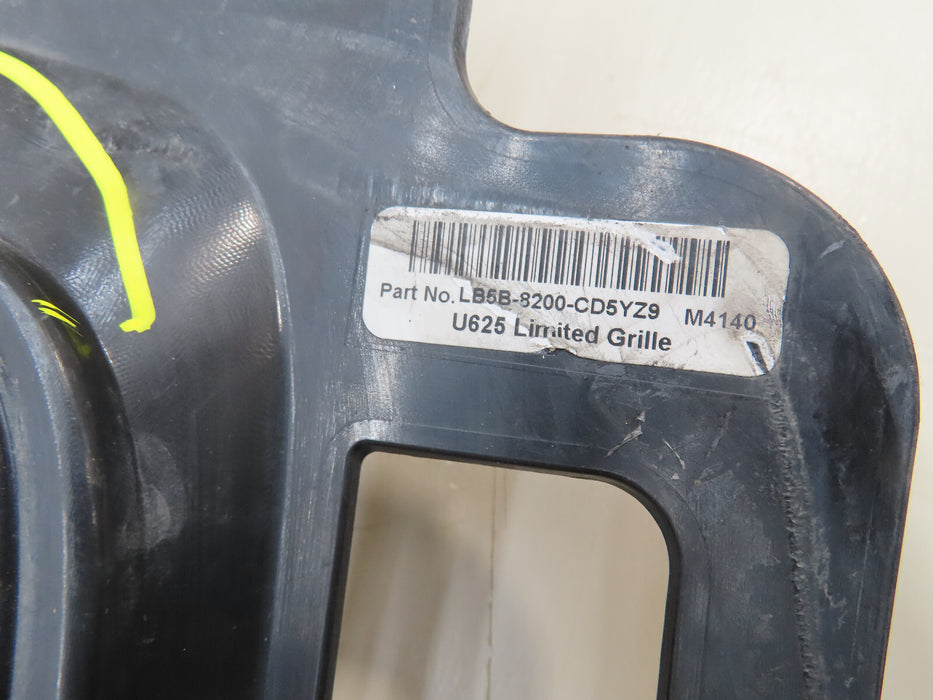 Part No. LB5B-8200-CD5YZ9 M4140
U625 Limited Grille